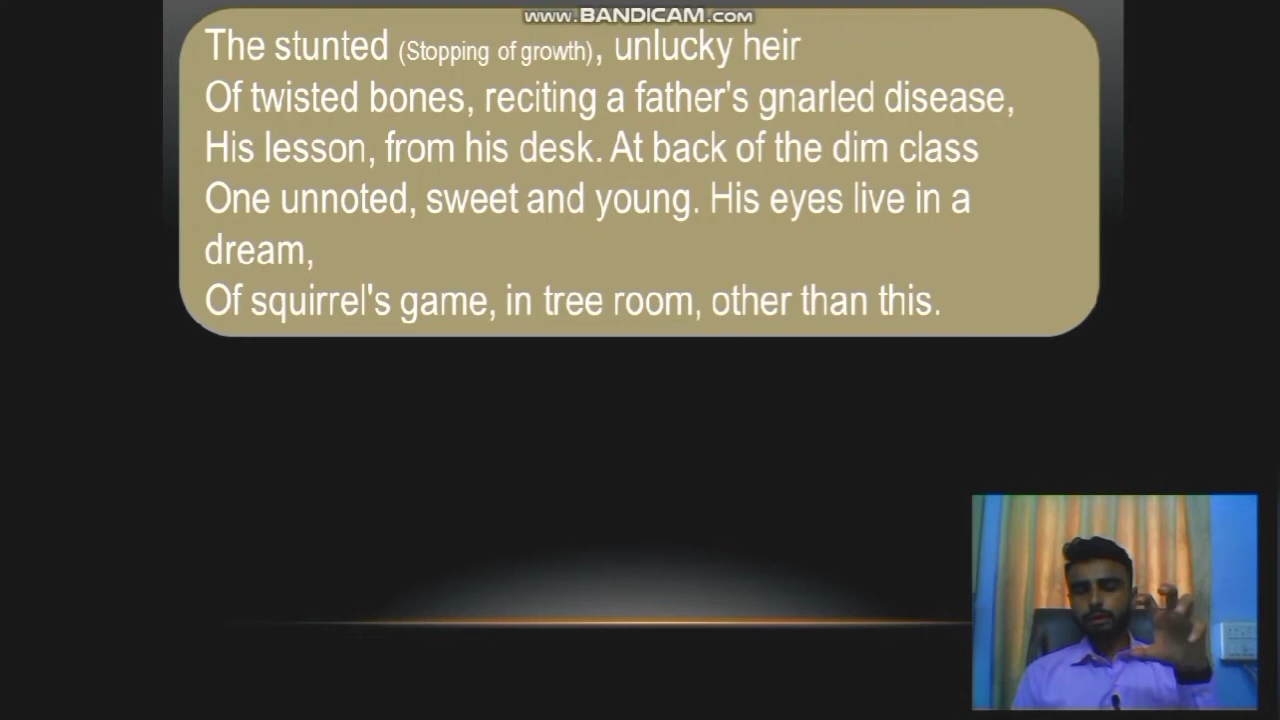 www.BANDICAM.com
The stunted (Stopping of growth), unlucky heir
Of twisted bones, reciting a father's gnarled disease,
His lesson, from his desk. At back of the dim class
One unnoted, sweet and young. His eyes live in a
dream,
Of squirrel's game, in tree room, other than this.